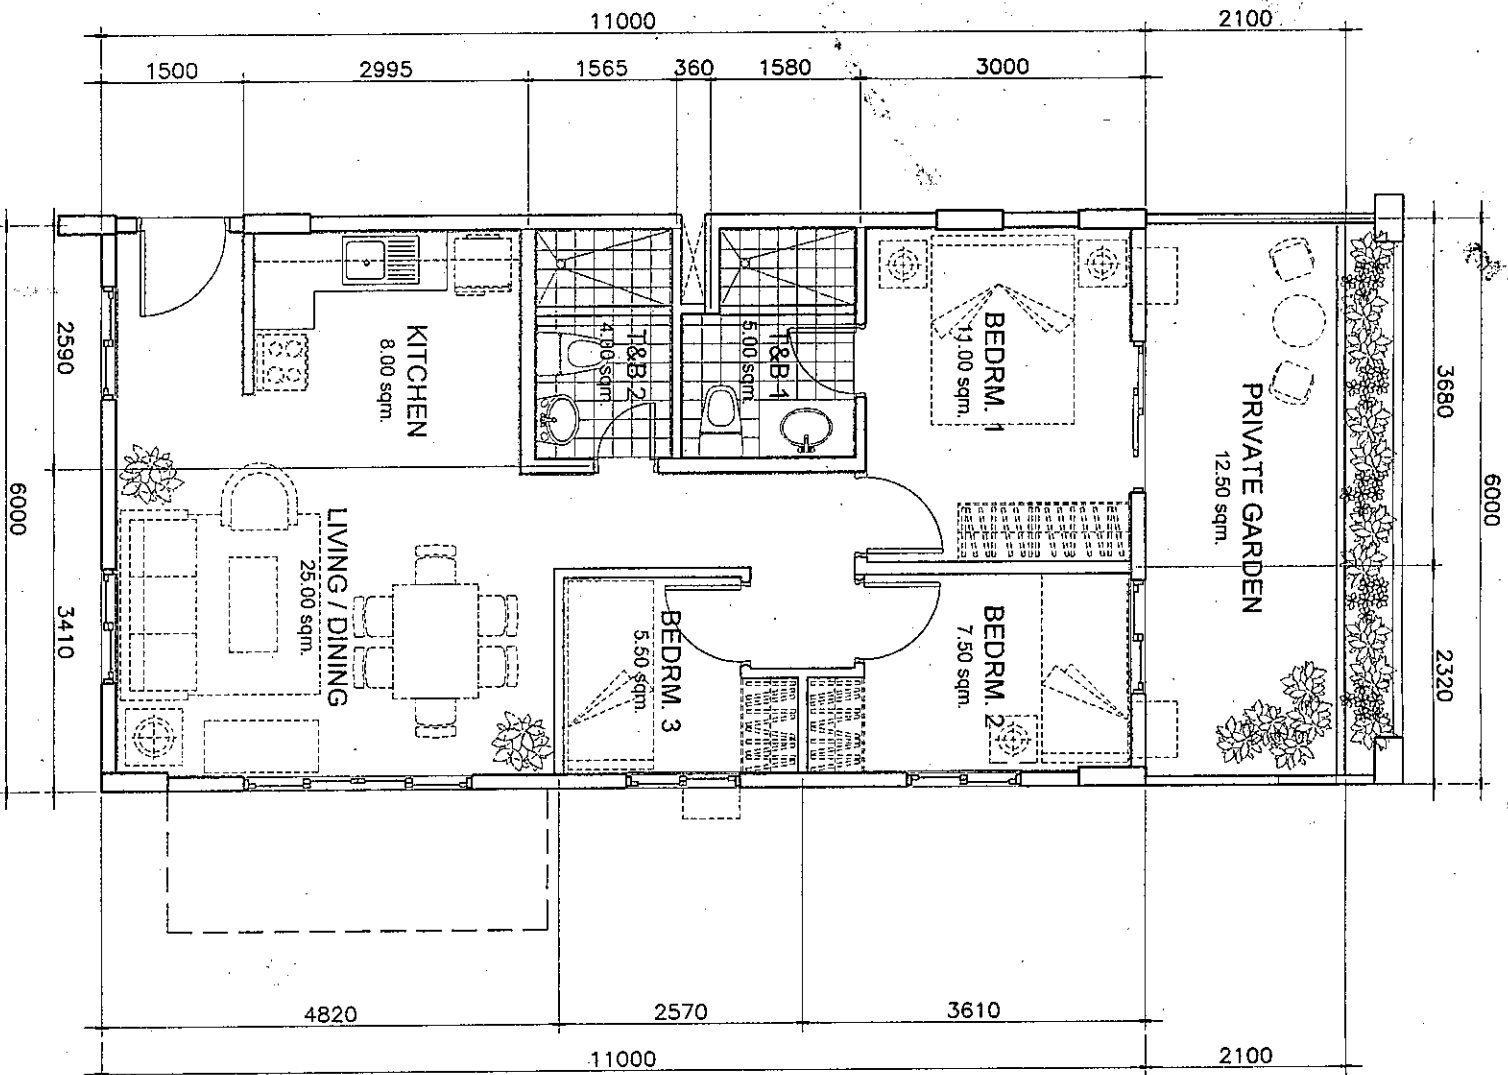 11000
2100
1500
2995
1565
360
1580
3000
2590
3410
6000
KITCHEN
8.00 sqm.
T&B 2
4.00 sqm.
T&B 1
5.00 sqm.
BEDRM. 1
11.00 sqm.
PRIVATE GARDEN
12.50 sqm.
LIVING / DINING
25.00 sqm.
BEDRM. 3
5.50 sqm.
BEDRM. 2
7.50 sqm.
3680
2320
6000
4820
2570
3610
11000
2100